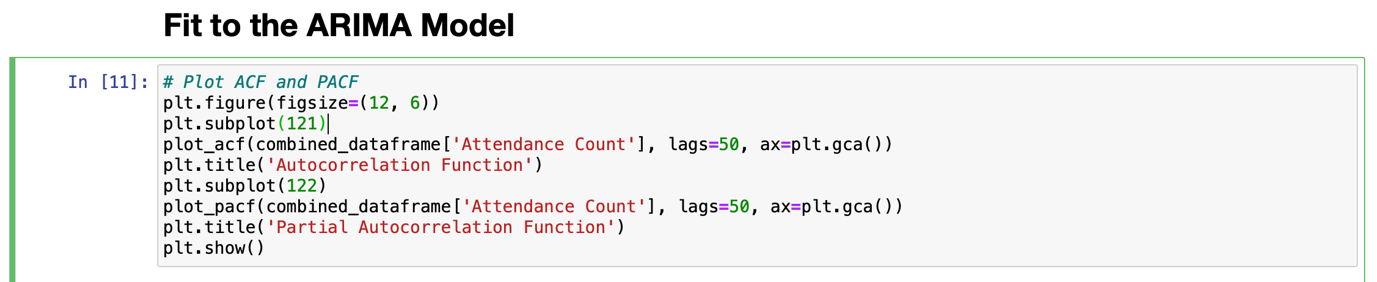 Fit to the ARIMA Model
In [11]: # Plot ACF and PACF
plt.figure(figsize=(12, 6))
plt.subplot(121)
plot_acf(combined_dataframe['Attendance Count'], lags=50, ax=plt.gca())
plt.title('Autocorrelation Function')
plt.subplot(122)
plot_pacf(combined_dataframe['Attendance Count'], lags=50, ax=plt.gca())
plt.title('Partial Autocorrelation Function')
plt.show()